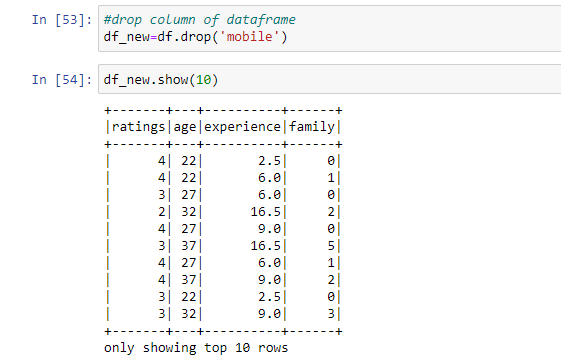 In [53]: #drop column of dataframe
df_new=df.drop('mobile')
In [54]: df_new.show(10)
+-------+---+----------+------+
|ratings|age|experience|family|
+-------+---+----------+------+
|      4| 22|       2.5|     0|
|      4| 22|       6.0|     1|
|      3| 27|       6.0|     0|
|      2| 32|      16.5|     2|
|      4| 27|       9.0|     0|
|      3| 37|      16.5|     5|
|      4| 27|       6.0|     1|
|      4| 37|       9.0|     2|
|      3| 22|       2.5|     0|
|      3| 32|       9.0|     3|
+-------+---+----------+------+
only showing top 10 rows